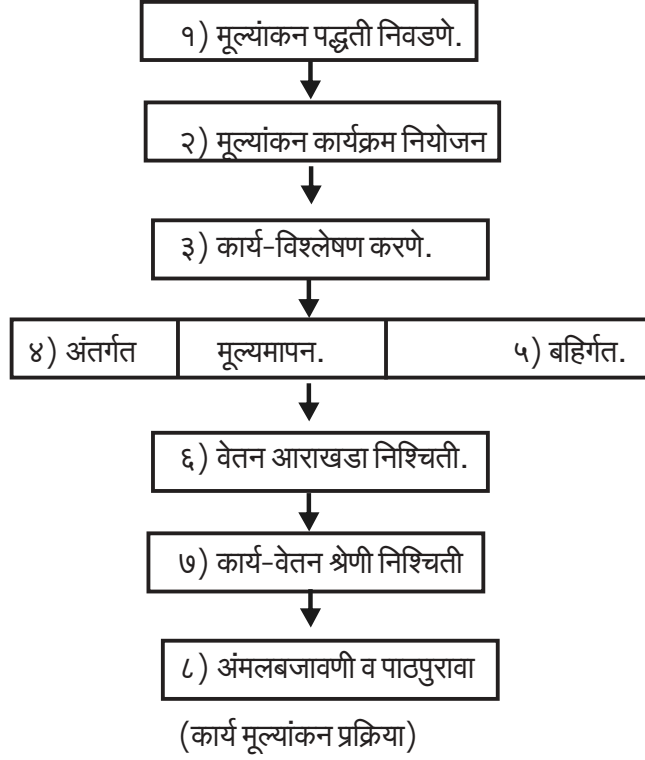 १) मूल्यांकन पद्धती निवडणे.
२) मूल्यांकन कार्यक्रम नियोजन
३) कार्य-विश्लेषण करणे.
४) अंतर्गत मूल्यमापन. ५) बहिर्गत.
६) वेतन आराखडा निश्चिती.
७) कार्य-वेतन श्रेणी निश्चिती
८) अंमलबजावणी व पाठपुरावा
(कार्य मूल्यांकन प्रक्रिया)